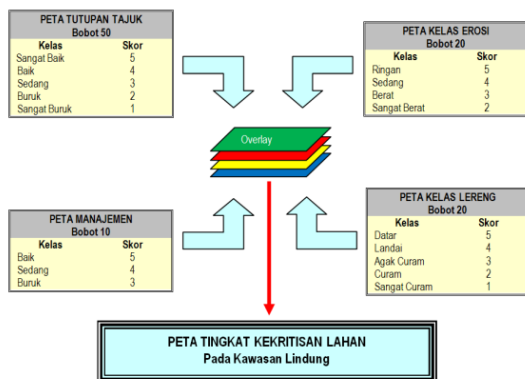 PETA TUTUPAN TAJUK
Bobot 50
Kelas Skor
Sangat Baik 5
Baik 4
Sedang 3
Buruk 2
Sangat Buruk 1
PETA KELAS EROSI
Bobot 20
Kelas Skor
Ringan 5
Sedang 4
Berat 3
Sangat Berat 2
Overlay
PETA MANAJEMEN
Bobot 10
Kelas Skor
Baik 5
Sedang 4
Buruk 3
PETA KELAS LERENG
Bobot 20
Kelas Skor
Datar 5
Landai 4
Agak Curam 3
Curam 2
Sangat Curam 1
PETA TINGKAT KEKRITISAN LAHAN
Pada Kawasan Lindung